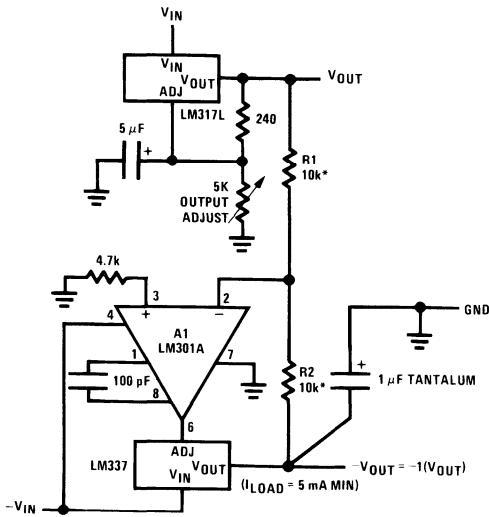 VIN
VIN
VOUT
VOUT
ADJ
LM317L
5 μF
+
240
R1
10k*
5K
OUTPUT
ADJUST
4.7k
3
2
4
+
−
GND
A1
LM301A
1
7
100 pF
8
R2
10k*
+
1 μF TANTALUM
6
ADJ
LM337
VOUT
VIN
−VOUT = −1(VOUT)
(ILOAD = 5 mA MIN)
−VIN